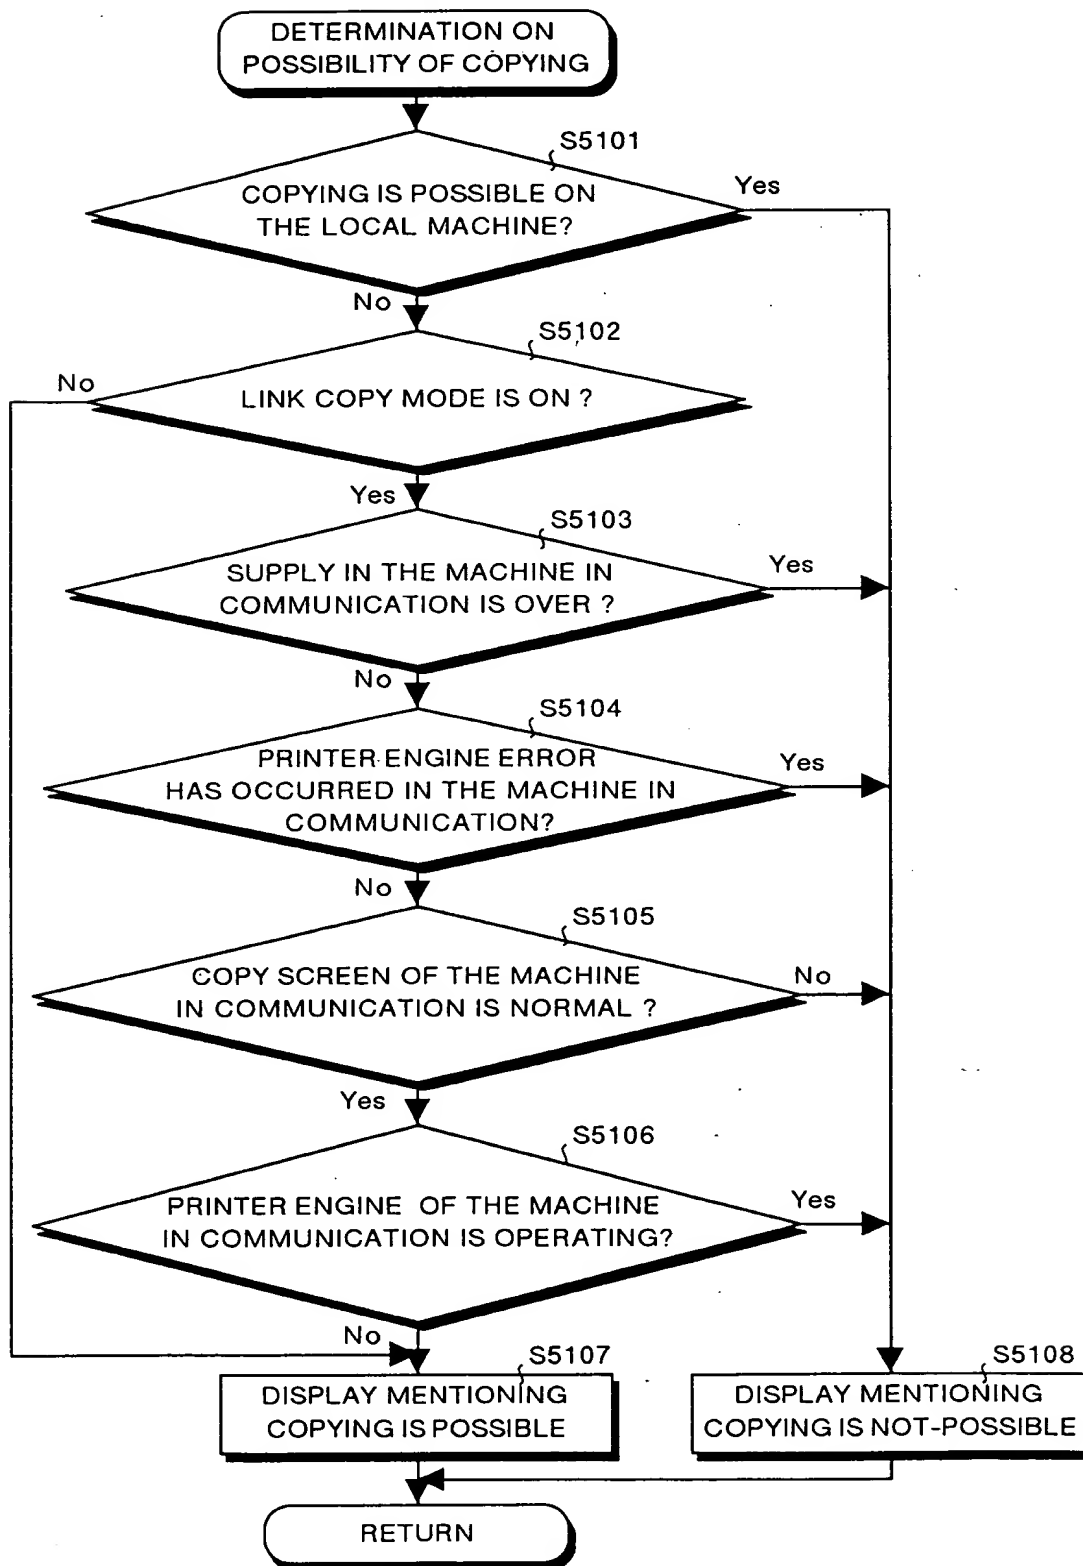 DETERMINATION ON
POSSIBILITY OF COPYING
S5101
COPYING IS POSSIBLE ON
THE LOCAL MACHINE?
Yes
No
S5102
LINK COPY MODE IS ON ?
No
Yes
S5103
SUPPLY IN THE MACHINE IN
COMMUNICATION IS OVER ?
Yes
No
S5104
PRINTER ENGINE ERROR
HAS OCCURRED IN THE MACHINE IN
COMMUNICATION?
Yes
No
S5105
COPY SCREEN OF THE MACHINE
IN COMMUNICATION IS NORMAL ?
No
Yes
S5106
PRINTER ENGINE OF THE MACHINE
IN COMMUNICATION IS OPERATING?
Yes
No
S5107
DISPLAY MENTIONING
COPYING IS POSSIBLE
S5108
DISPLAY MENTIONING
COPYING IS NOT-POSSIBLE
RETURN